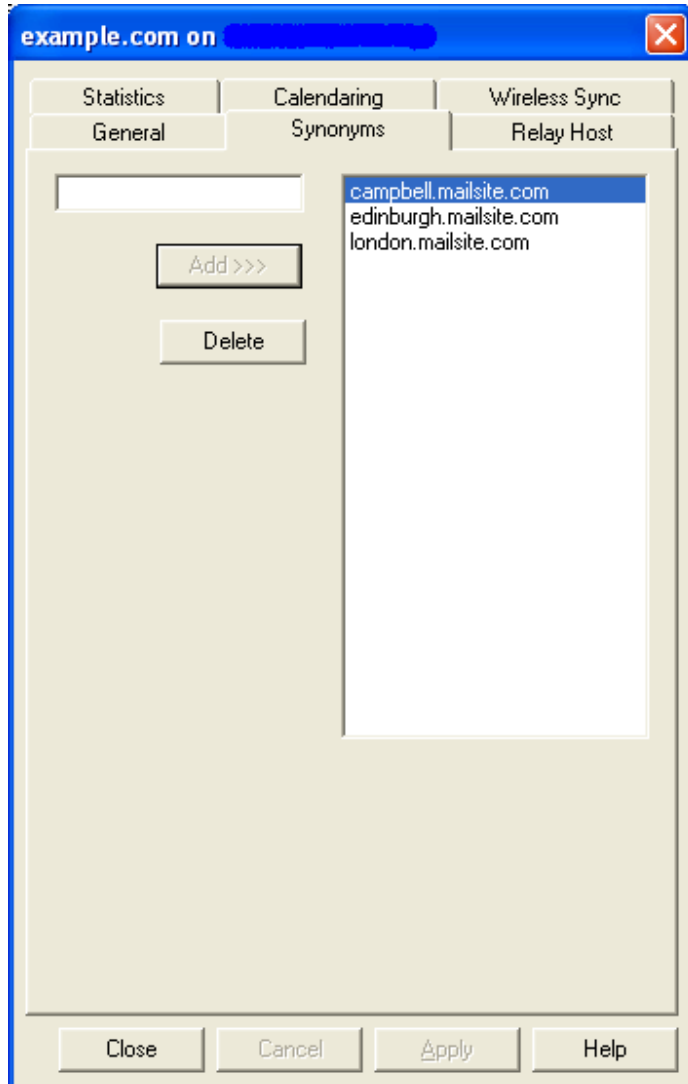 example.com on
Statistics Calendaring Wireless Sync
General Synonyms Relay Host
campbell.mailsite.com
edinburgh.mailsite.com
london.mailsite.com
Add >>>
Delete
Close Cancel Apply Help